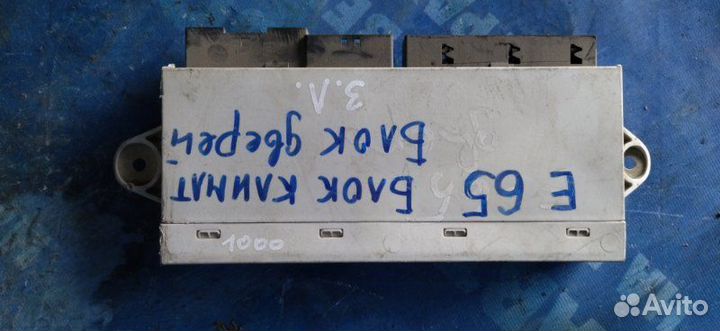 1000
E 65 Блок климат
Блок дверей
З.Л.
Avito